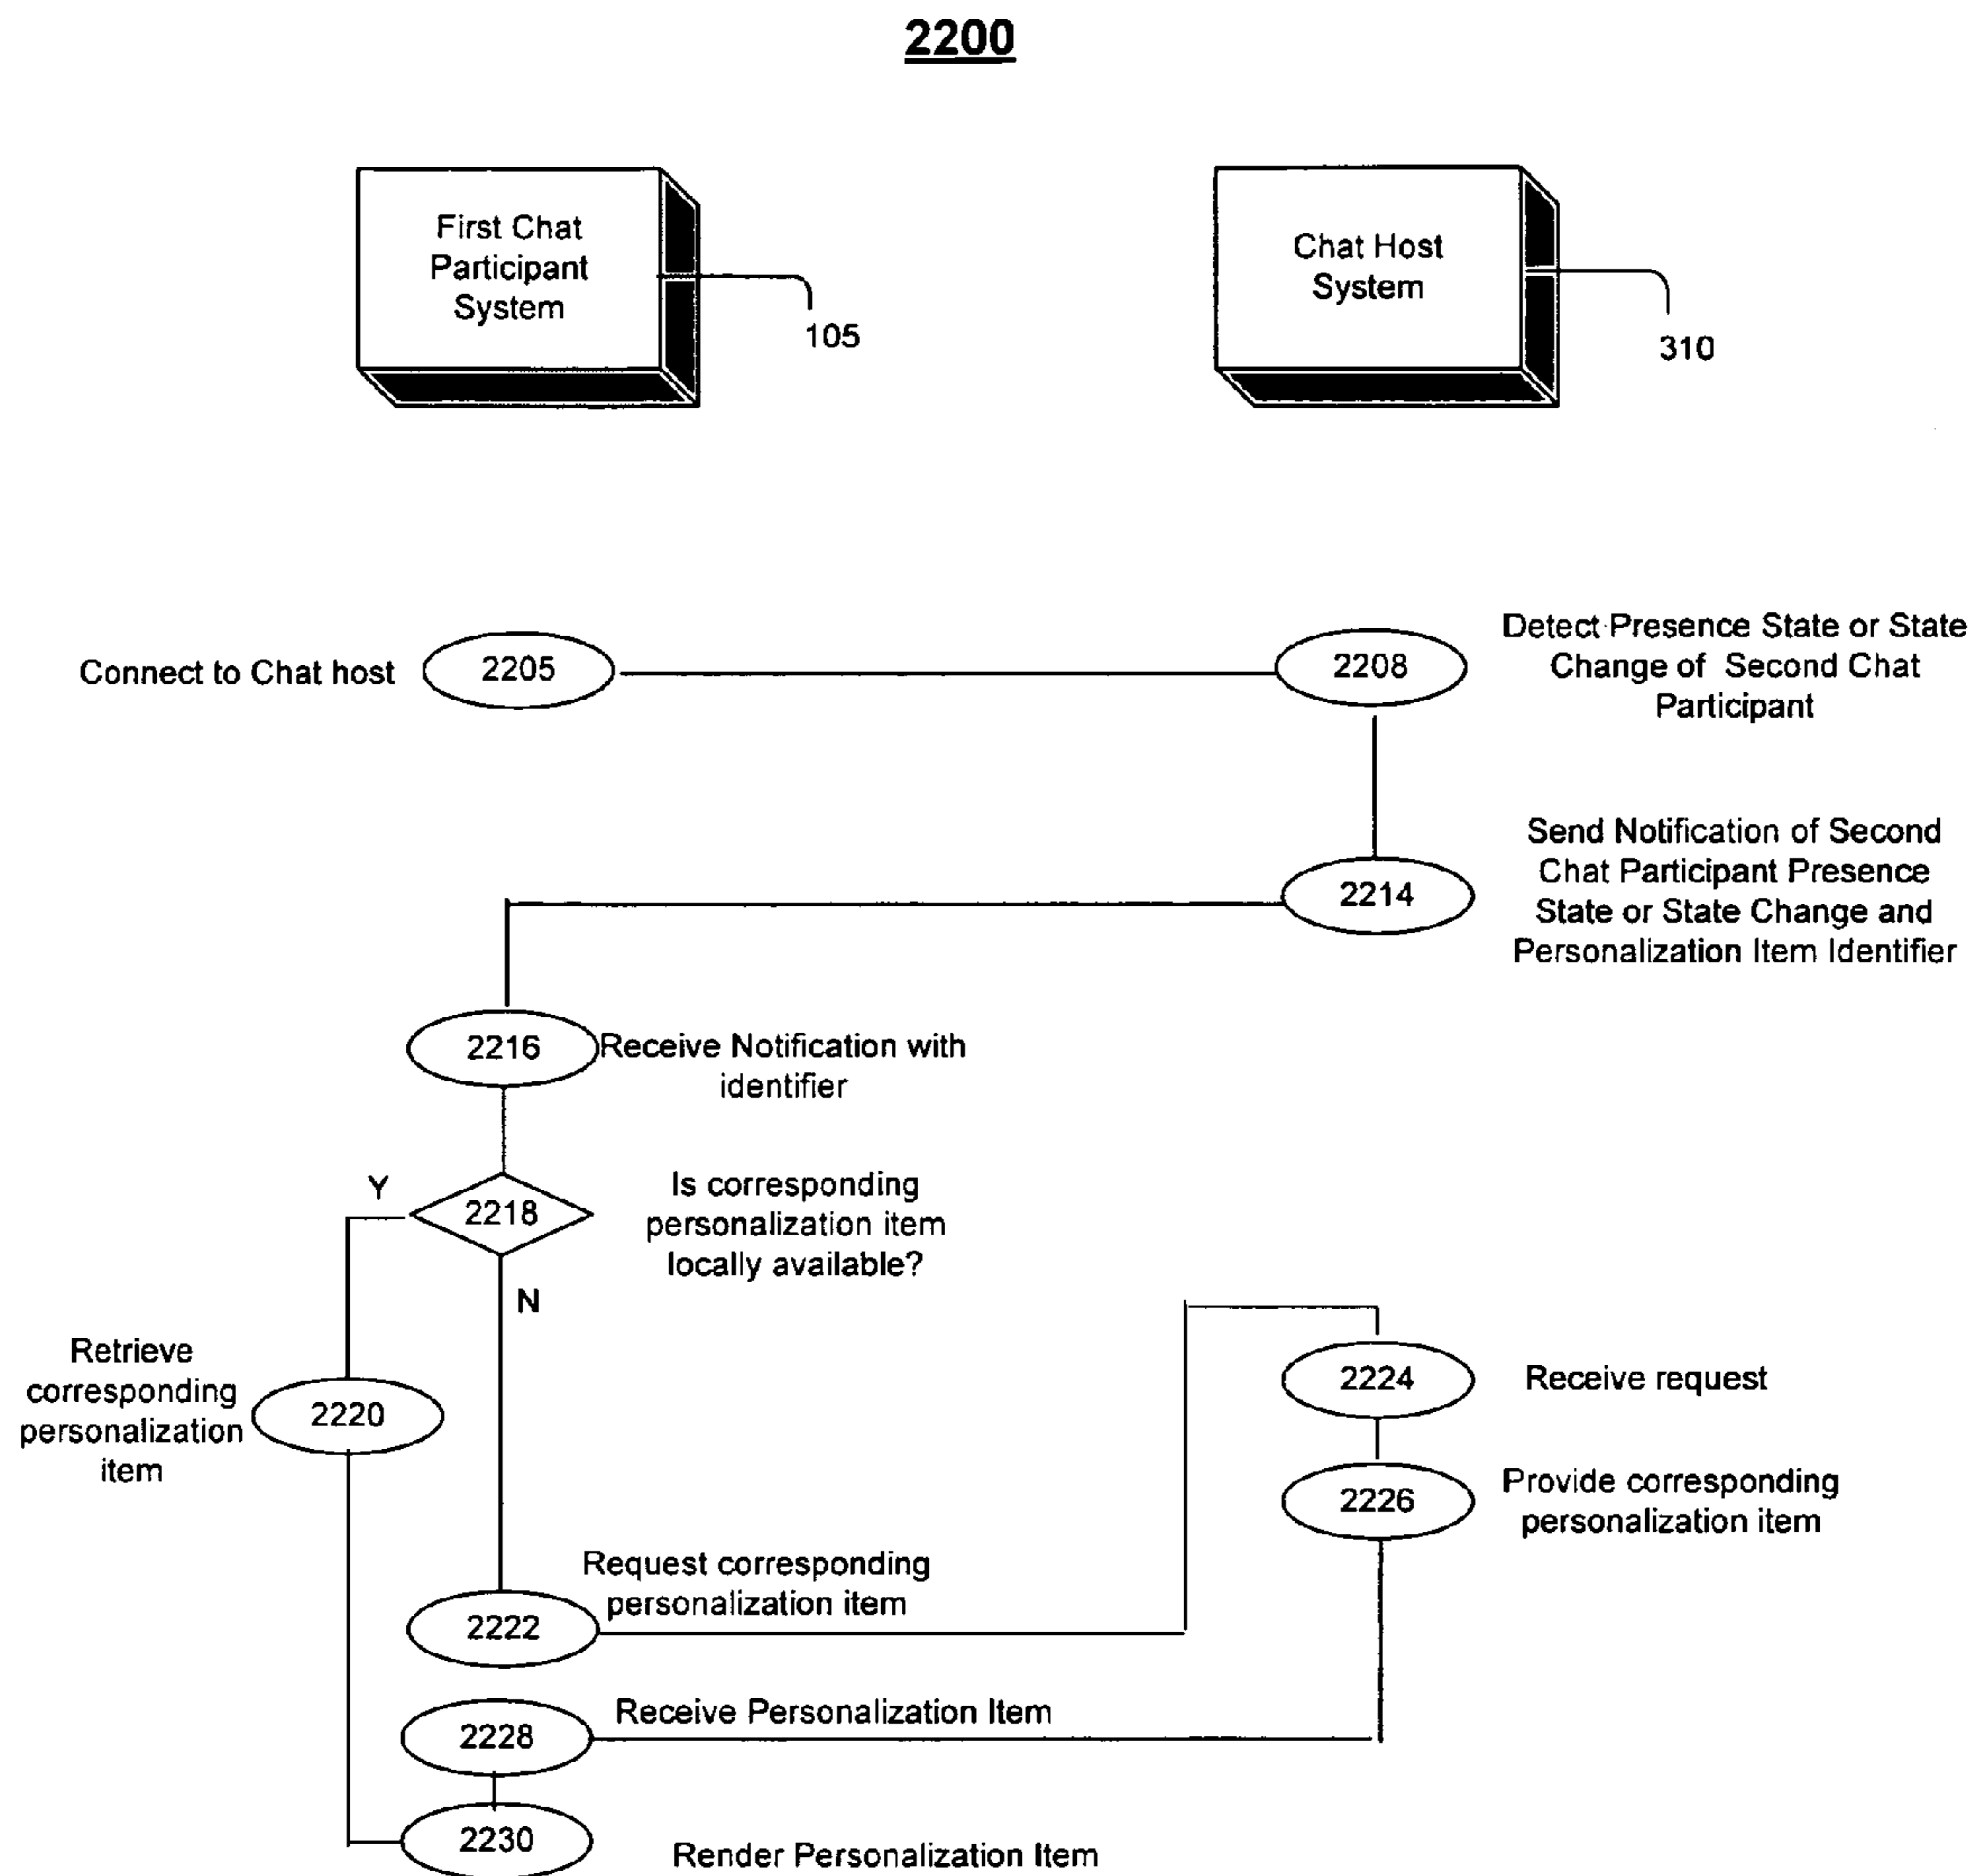 2200
First Chat
Participant
System
105
Chat Host
System
310
Connect to Chat host
2205
2208
Detect Presence State or State
Change of Second Chat
Participant
2214
Send Notification of Second
Chat Participant Presence
State or State Change and
Personalization Item Identifier
2216
Receive Notification with
identifier
Y
2218
Is corresponding
personalization item
locally available?
N
Retrieve
corresponding
personalization
item
2220
2224
Receive request
2226
Provide corresponding
personalization item
Request corresponding
personalization item
2222
2228
Receive Personalization Item
2230
Render Personalization Item